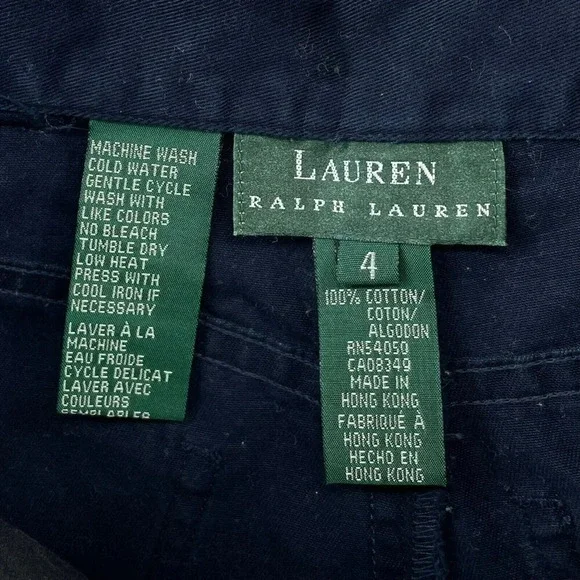 MACHINE WASH
COLD WATER
GENTLE CYCLE
WASH WITH
LIKE COLORS
NO BLEACH
TUMBLE DRY
LOW HEAT
PRESS WITH
COOL IRON IF
NECESSARY
LAVER À LA
MACHINE
EAU FROIDE
CYCLE DELICAT
LAVER AVEC
COULEURS
SEMBLABLES
LAUREN
RALPH LAUREN
4
100% COTTON/
COTON/
ALGODON
RN54050
CA08349
MADE IN
HONG KONG
FABRIQUÉ À
HONG KONG
HECHO EN
HONG KONG